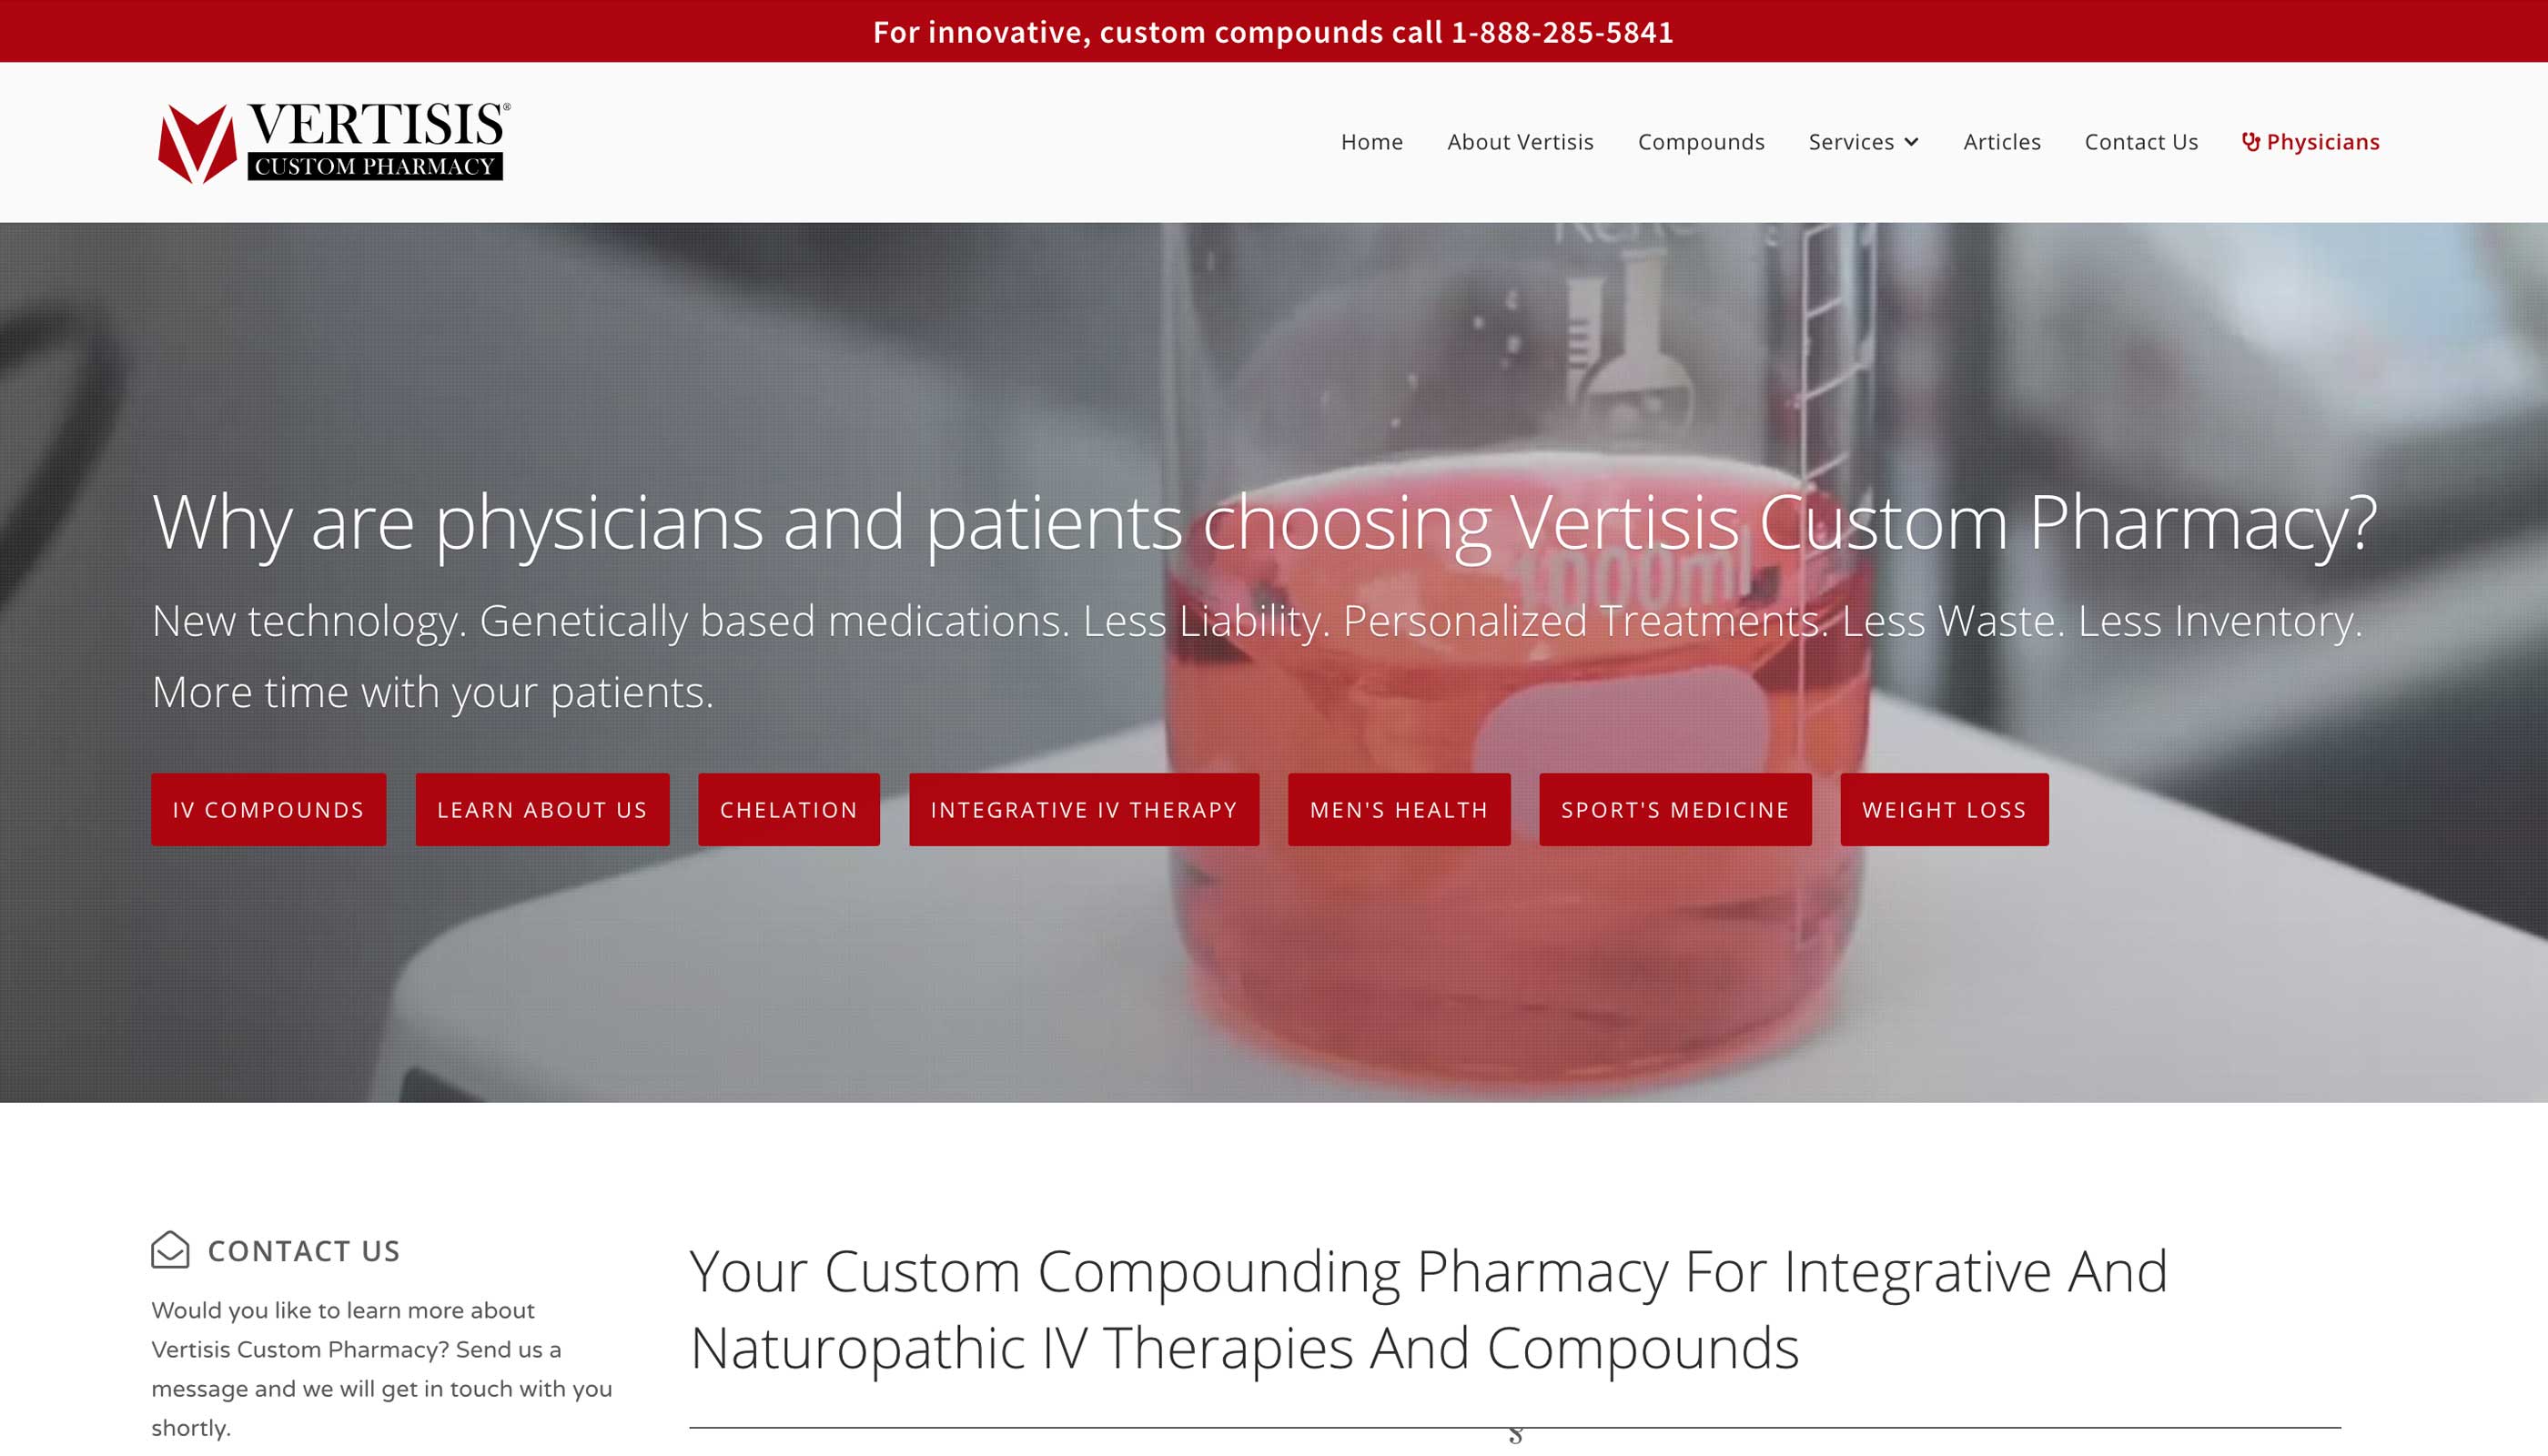 For innovative, custom compounds call 1-888-285-5841
VERTISIS®
CUSTOM PHARMACY
Home About Vertisis Compounds Services Articles Contact Us Physicians
Why are physicians and patients choosing Vertisis Custom Pharmacy?
New technology. Genetically based medications. Less Liability. Personalized Treatments. Less Waste. Less Inventory.
More time with your patients.
1000ml
IV COMPOUNDS LEARN ABOUT US CHELATION INTEGRATIVE IV THERAPY MEN'S HEALTH SPORT'S MEDICINE WEIGHT LOSS
CONTACT US
Would you like to learn more about
Vertisis Custom Pharmacy? Send us a
message and we will get in touch with you
shortly.
Your Custom Compounding Pharmacy For Integrative And
Naturopathic IV Therapies And Compounds